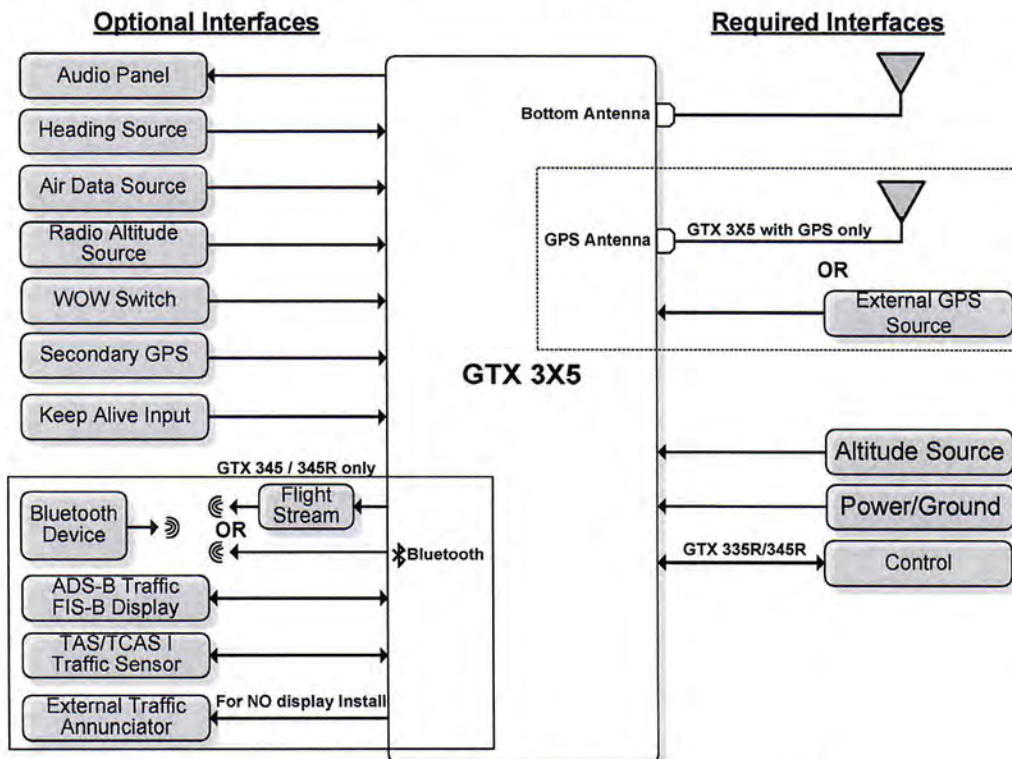 Optional Interfaces
Required Interfaces
Audio Panel
Heading Source
Air Data Source
Radio Altitude
Source
WOW Switch
Secondary GPS
Keep Alive Input
GTX 345 / 345R only
Bluetooth
Device
Flight
Stream
OR
Bluetooth
ADS-B Traffic
FIS-B Display
TAS/TCAS I
Traffic Sensor
External Traffic
Annunciator
For NO display Install
GTX 3X5
Bottom Antenna
GPS Antenna
GTX 3X5 with GPS only
OR
External GPS
Source
Altitude Source
Power/Ground
GTX 335R/345R
Control